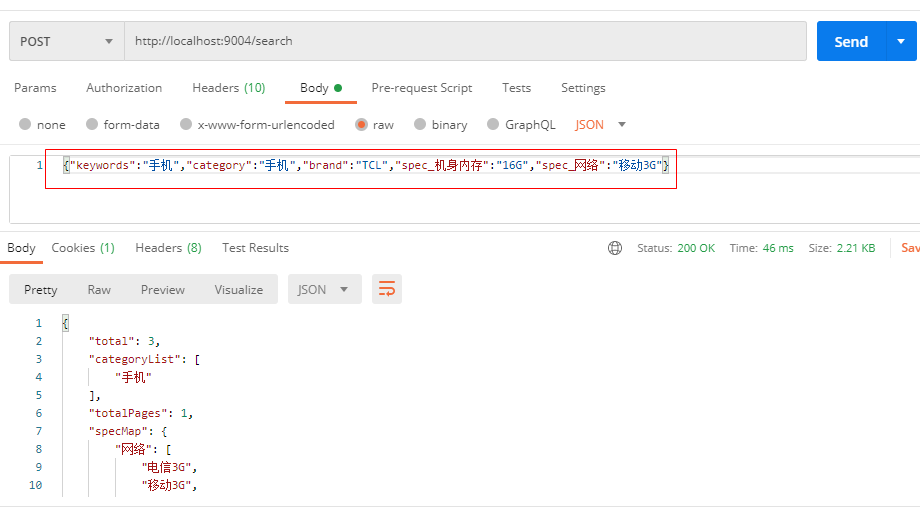 POST http://localhost:9004/search Send
Params Authorization Headers (10) Body Pre-request Script Tests Settings
none form-data x-www-form-urlencoded raw binary GraphQL JSON
1 {"keywords":"手机","category":"手机","brand":"TCL","spec_机身内存":"16G","spec_网络":"移动3G"}
Body Cookies (1) Headers (8) Test Results Status: 200 OK Time: 46 ms Size: 2.21 KB Sav
Pretty Raw Preview Visualize JSON
1 {
2 "total": 3,
3 "categoryList": [
4 "手机"
5 ],
6 "totalPages": 1,
7 "specMap": {
8 "网络": [
9 "电信3G",
10 "移动3G",